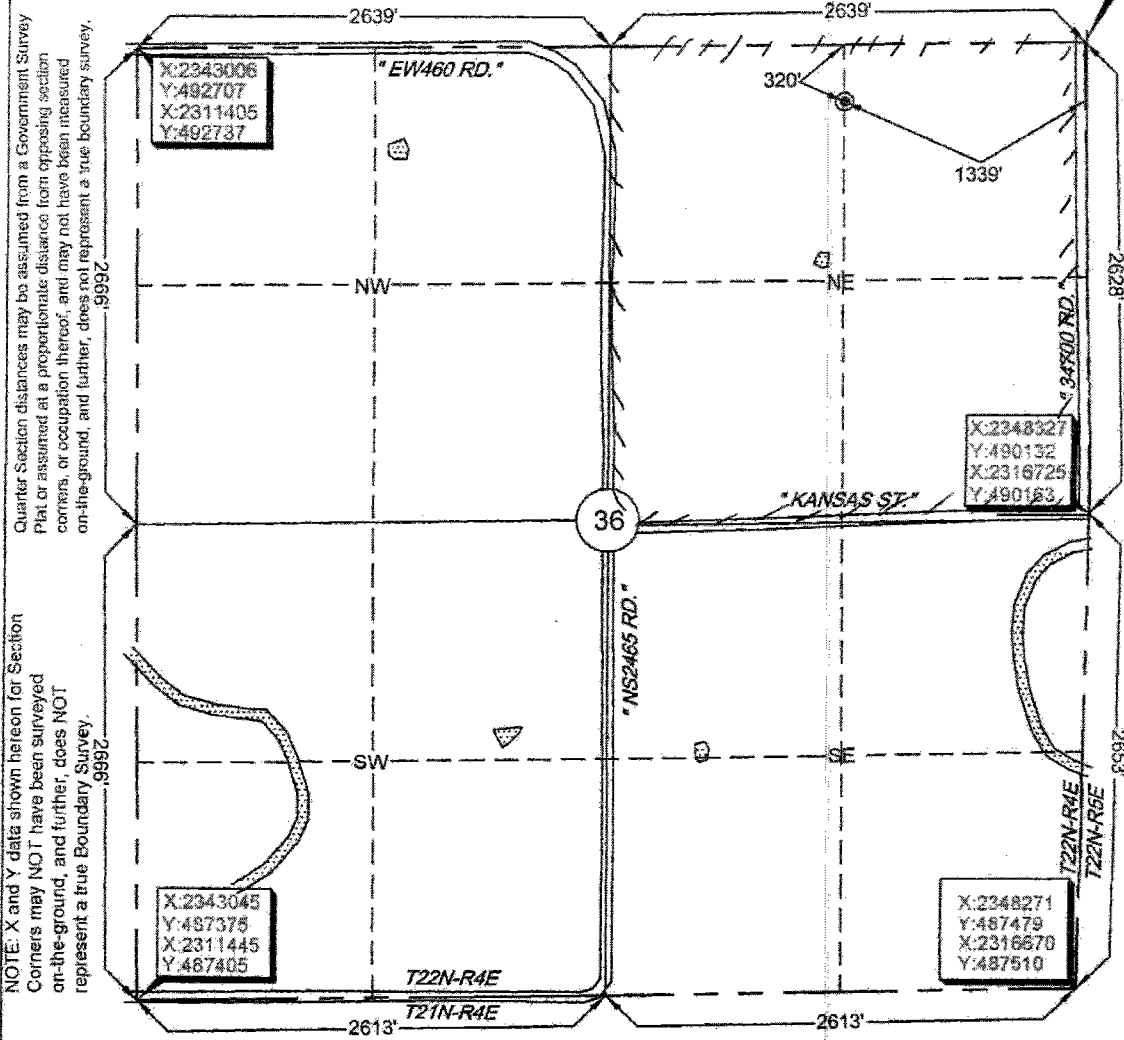 2639'
2639'
Quarter Section distances may be assumed from a Government Survey
Plat or assumed at a proportionate distance from opposing section
corners, or occupation thereof, and may not have been measured
on-the-ground, and further, does not represent a true boundary survey.
X:2343006
Y:492707
X:2311405
Y:492737
"EW460 RD."
320'
1339'
2666'
NW
NE
2628'
"34700 RD."
X:2348327
Y:490132
X:2316725
Y:490163
"KANSAS ST."
36
NOTE: X and Y data shown hereon for Section
Corners may NOT have been surveyed
on-the-ground, and further, does NOT
represent a true Boundary Survey.
"NS2465 RD."
2666'
SW
SE
2653'
T22N-R4E
T22N-R5E
X:2343045
Y:487375
X:2311445
Y:487405
X:2348271
Y:487479
X:2316670
Y:487510
T22N-R4E
T21N-R4E
2613'
2613'